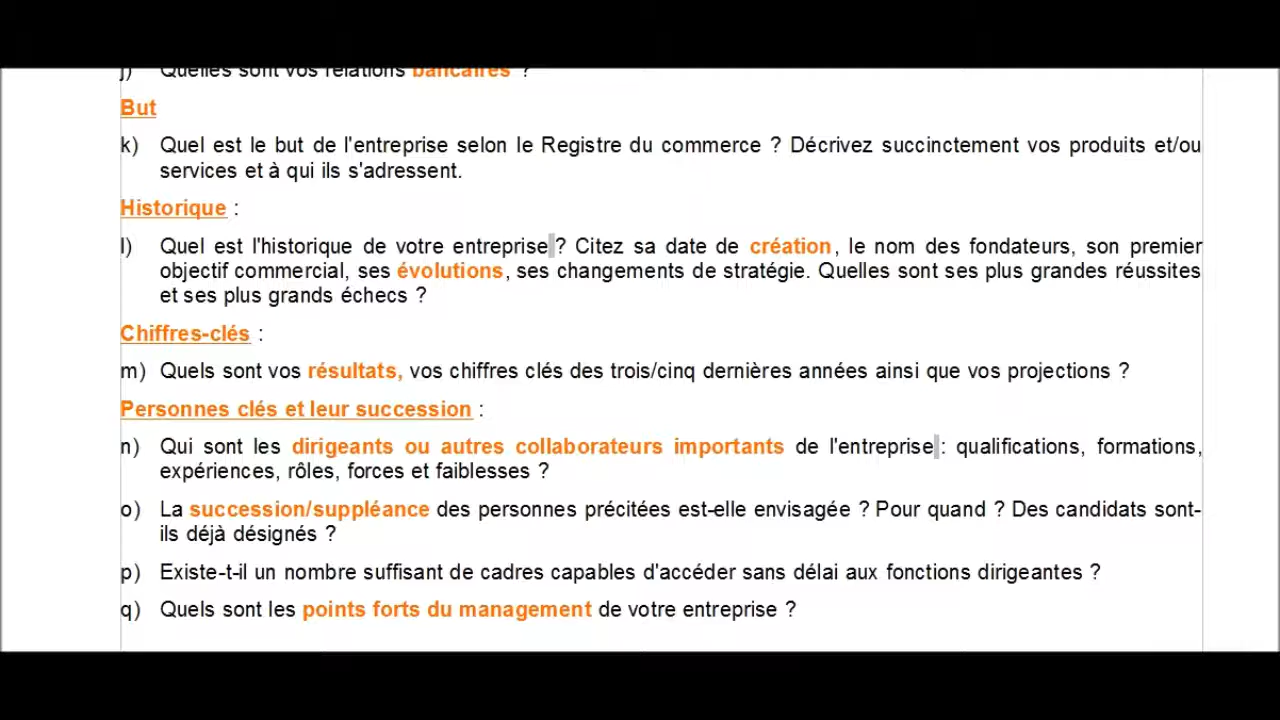 j) Quelles sont vos relations bancaires ?
But
k) Quel est le but de l'entreprise selon le Registre du commerce ? Décrivez succinctement vos produits et/ou
services et à qui ils s'adressent.
Historique :
l) Quel est l'historique de votre entreprise ? Citez sa date de création, le nom des fondateurs, son premier
objectif commercial, ses évolutions, ses changements de stratégie. Quelles sont ses plus grandes réussites
et ses plus grands échecs ?
Chiffres-clés :
m) Quels sont vos résultats, vos chiffres clés des trois/cinq dernières années ainsi que vos projections ?
Personnes clés et leur succession :
n) Qui sont les dirigeants ou autres collaborateurs importants de l'entreprise : qualifications, formations,
expériences, rôles, forces et faiblesses ?
o) La succession/suppléance des personnes précitées est-elle envisagée ? Pour quand ? Des candidats sont-
ils déjà désignés ?
p) Existe-t-il un nombre suffisant de cadres capables d'accéder sans délai aux fonctions dirigeantes ?
q) Quels sont les points forts du management de votre entreprise ?